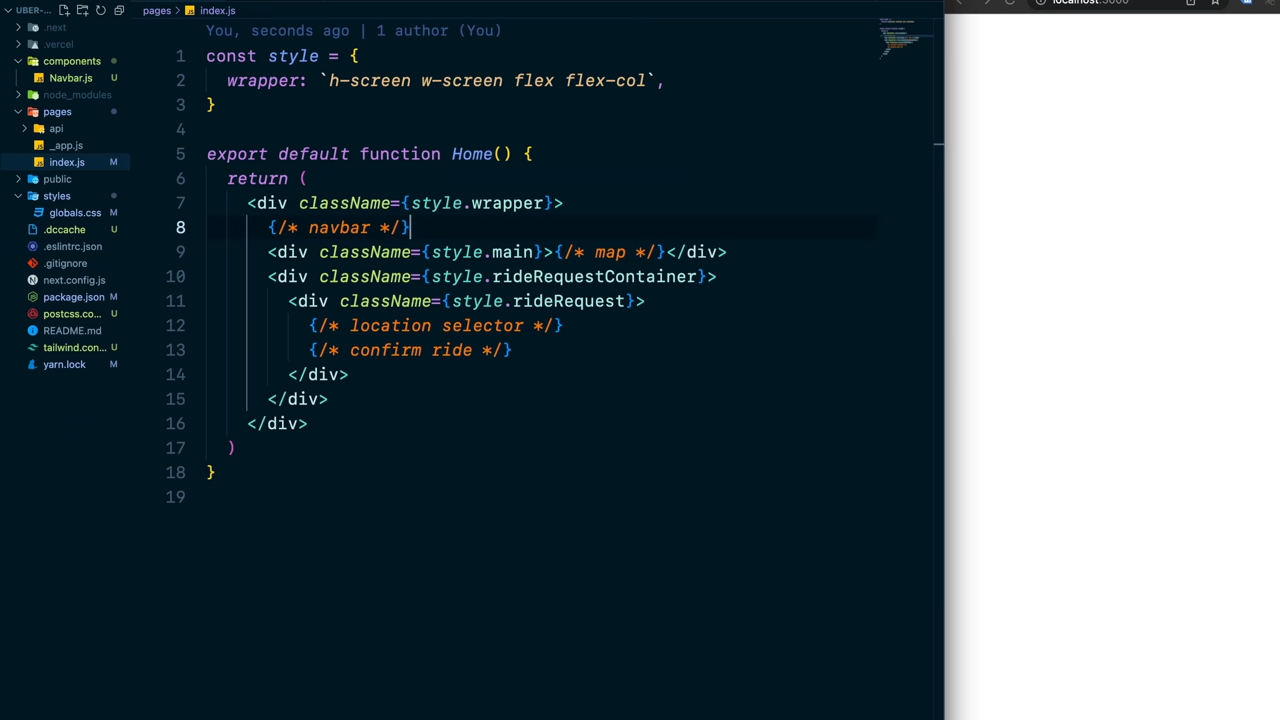 UBER-...
pages > index.js
localhost:3000
.next
.vercel
components
Navbar.js U
node_modules
pages
api
_app.js
index.js M
public
styles
globals.css U
.dccache U
.eslintrc.json
.gitignore
next.config.js
package.json M
postcss.co... U
README.md
tailwind.con... U
yarn.lock M
You, seconds ago | 1 author (You)
1 const style = {
2 wrapper: `h-screen w-screen flex flex-col`,
3 }
4
5 export default function Home() {
6 return (
7 <div className={style.wrapper}>
8 {/* navbar */}
9 <div className={style.main}>{/* map */}</div>
10 <div className={style.rideRequestContainer}>
11 <div className={style.rideRequest}>
12 {/* location selector */}
13 {/* confirm ride */}
14 </div>
15 </div>
16 </div>
17 )
18 }
19